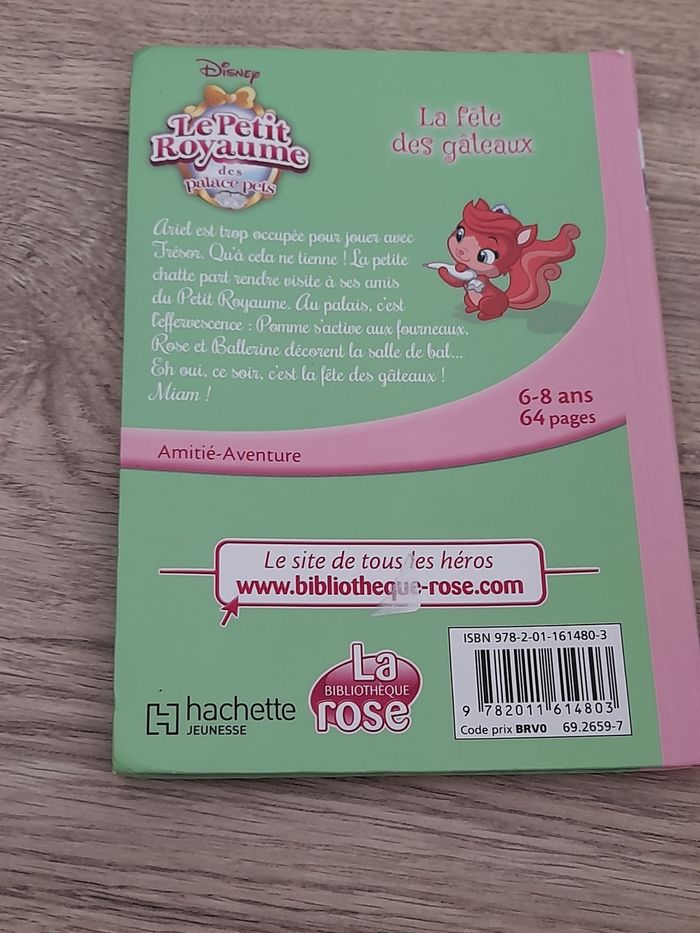 Disney
Le Petit
Royaume
des
palace pets
La fête
des gâteaux
Ariel est trop occupée pour jouer avec
Trésor. Qu'à cela ne tienne ! La petite
chatte part rendre visite à ses amis
du Petit Royaume. Au palais, c'est
l'effervescence : Pomme s'active aux fourneaux,
Rose et Ballerine décorent la salle de bal...
Eh oui, ce soir, c'est la fête des gâteaux !
Miam !
6-8 ans
64 pages
Amitié-Aventure
Le site de tous les héros
www.bibliotheque-rose.com
hachette
JEUNESSE
La
BIBLIOTHÈQUE
rose
ISBN 978-2-01-161480-3
9 782011 614803
Code prix BRV0 69.2659-7